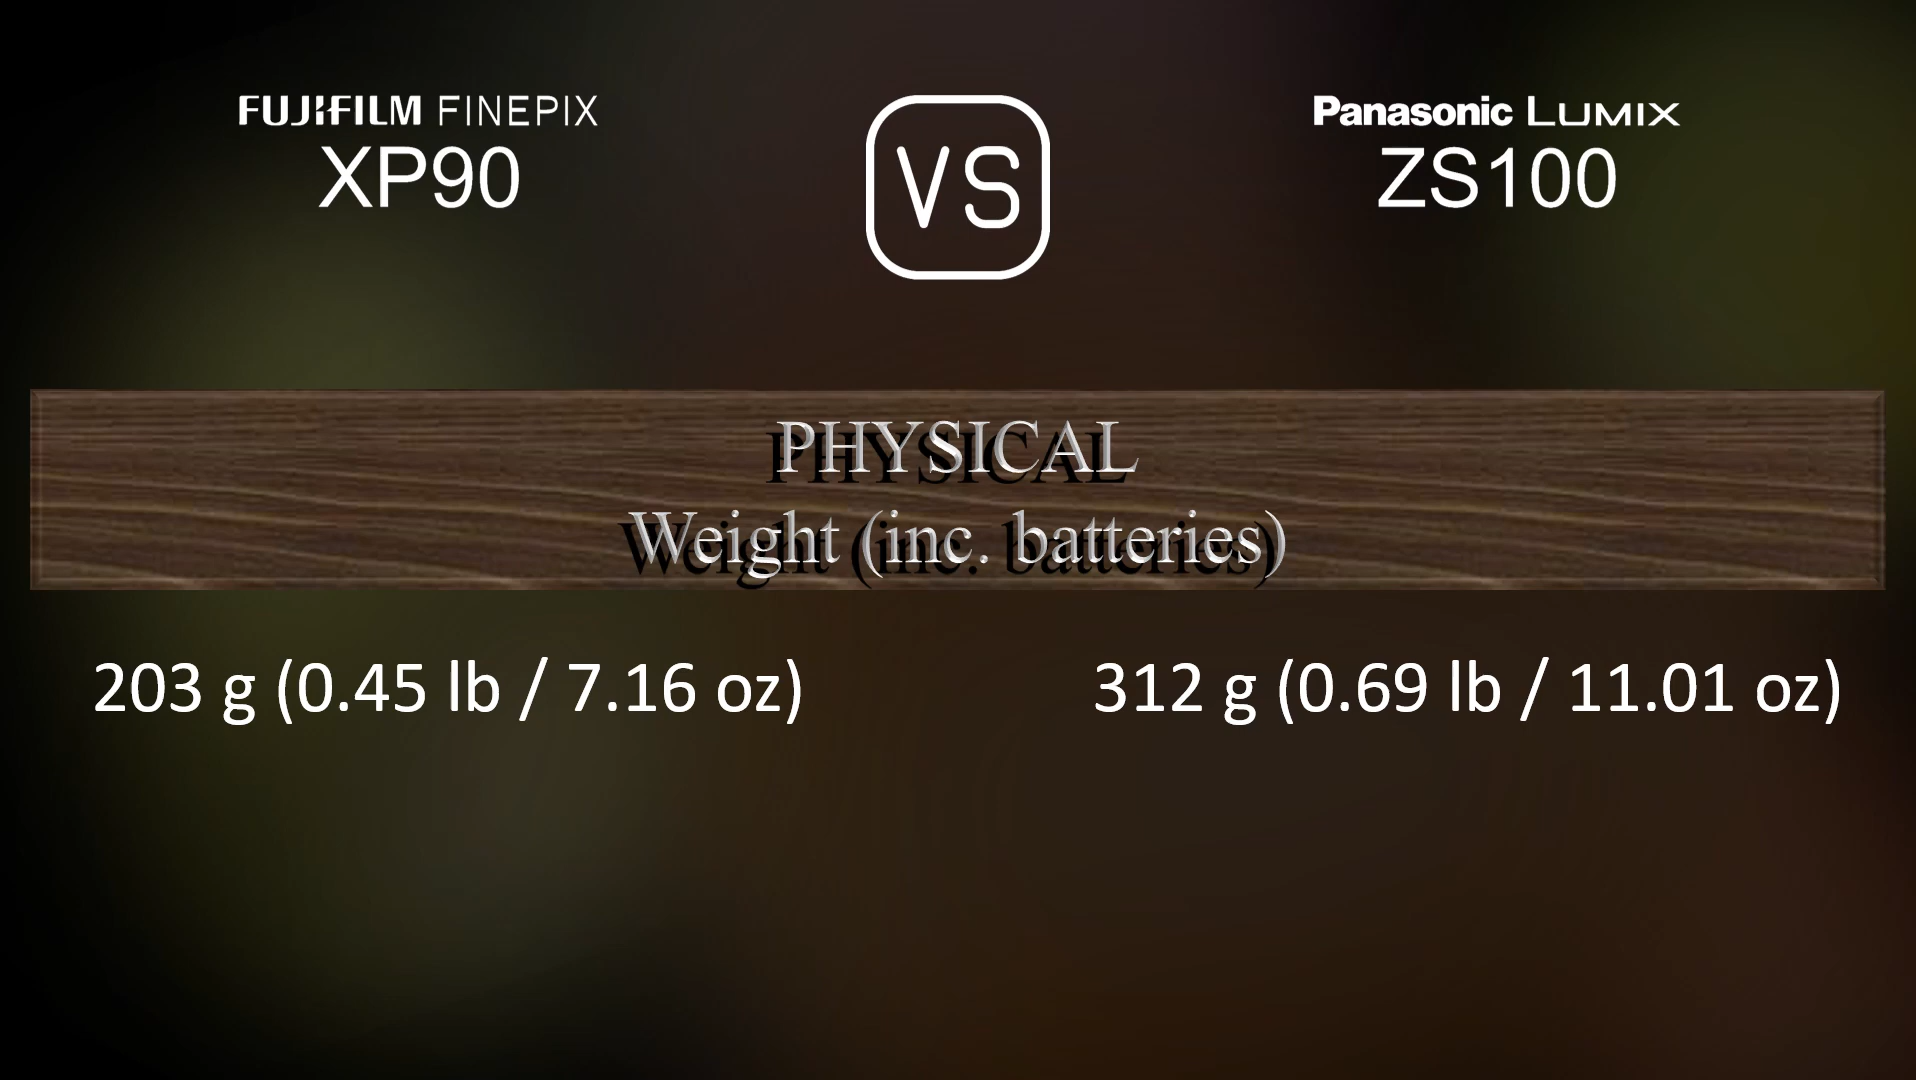 FUJIFILM FINEPIX
XP90
VS
Panasonic LUMIX
ZS100
PHYSICAL
Weight (inc. batteries)
203 g (0.45 lb / 7.16 oz)
312 g (0.69 lb / 11.01 oz)